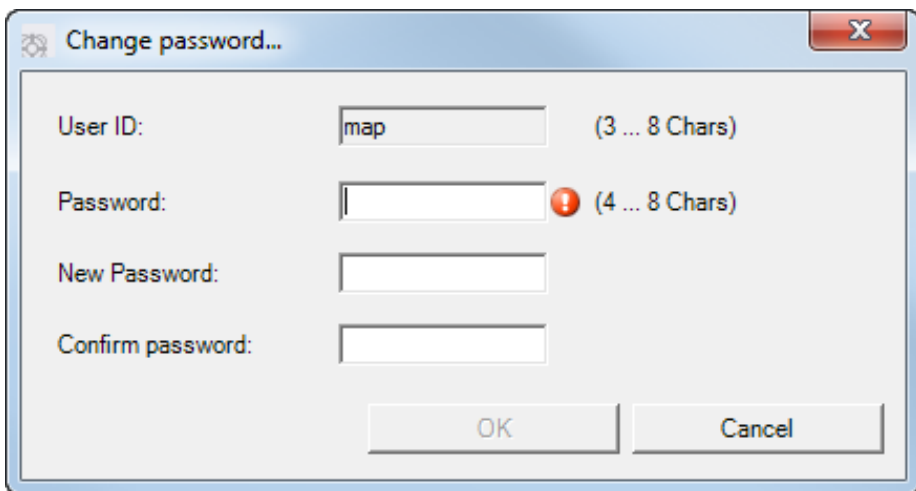 Change password...
User ID: map (3 ... 8 Chars)
Password: (4 ... 8 Chars)
New Password:
Confirm password:
OK Cancel